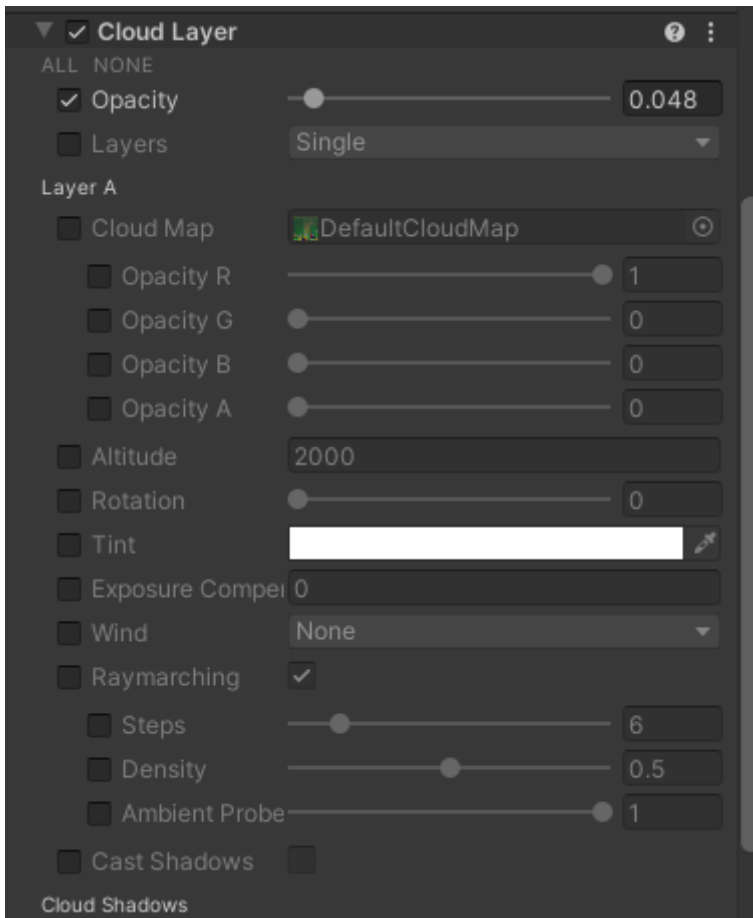 Cloud Layer
ALL NONE
Opacity 0.048
Layers Single
Layer A
Cloud Map DefaultCloudMap
Opacity R 1
Opacity G 0
Opacity B 0
Opacity A 0
Altitude 2000
Rotation 0
Tint
Exposure Compe 0
Wind None
Raymarching
Steps 6
Density 0.5
Ambient Probe 1
Cast Shadows
Cloud Shadows